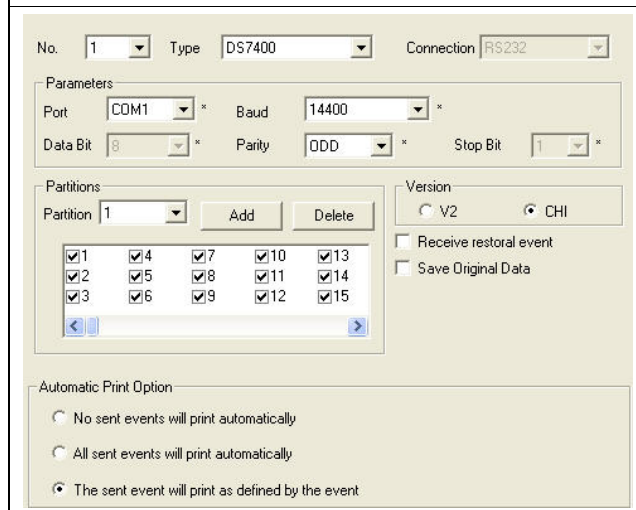 No. 1 Type DS7400 Connection RS232
Parameters
Port COM1 * Baud 14400 *
Data Bit 8 * Parity ODD * Stop Bit 1 *
Partitions
Partition 1 Add Delete
1 4 7 10 13
2 5 8 11 14
3 6 9 12 15
Version
V2 CHI
Receive restoral event
Save Original Data
Automatic Print Option
No sent events will print automatically
All sent events will print automatically
The sent event will print as defined by the event